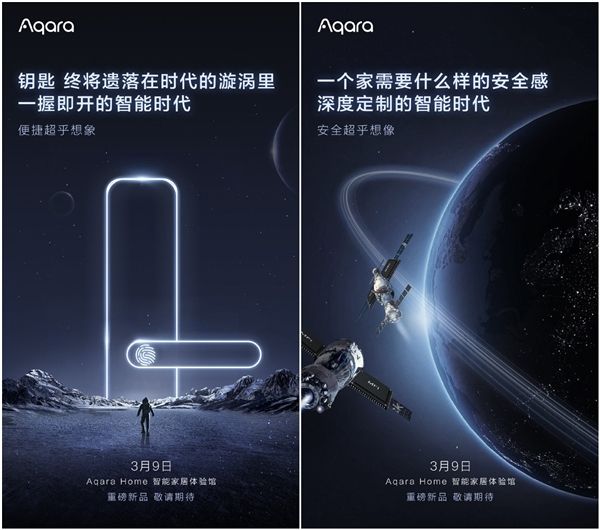 Aqara
钥匙 终将遗落在时代的漩涡里
一握即开的智能时代
便捷超乎想象
3月9日
Aqara Home 智能家居体验馆
重磅新品 敬请期待
Aqara
一个家需要什么样的安全感
深度定制的智能时代
安全超乎想像
3月9日
Aqara Home 智能家居体验馆
重磅新品 敬请期待